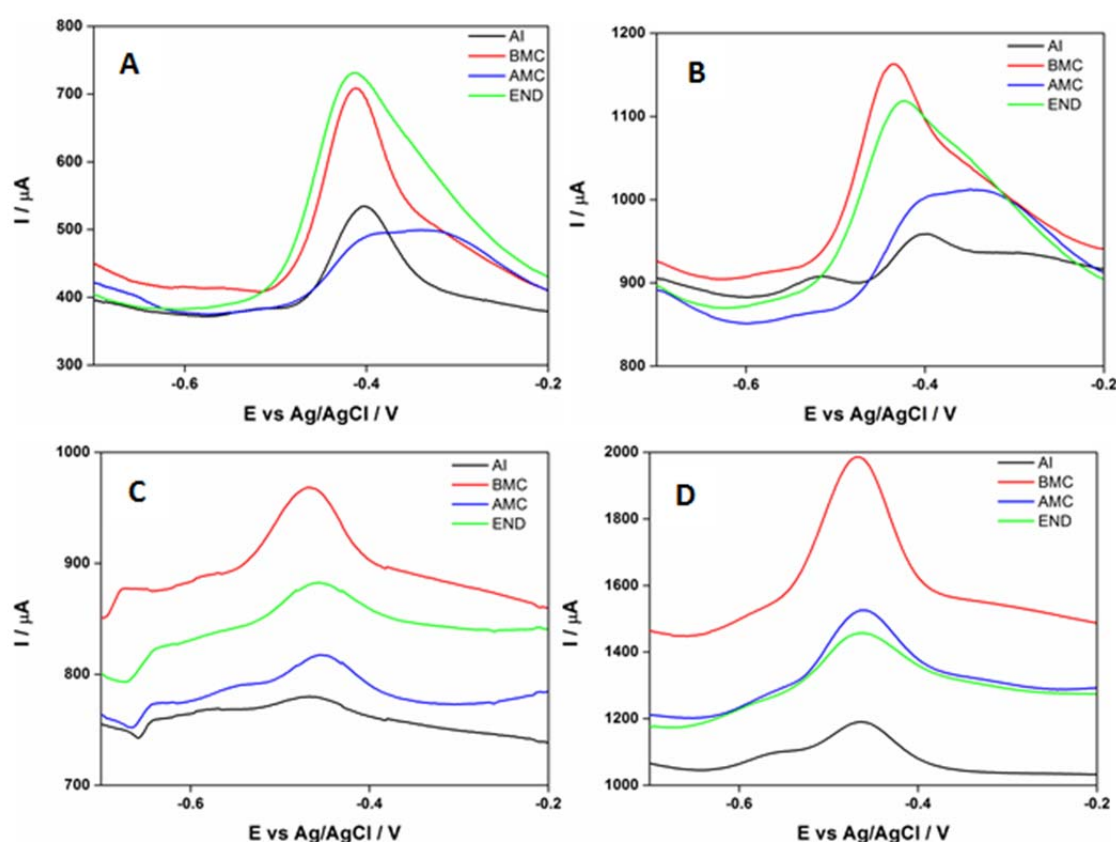 A
AI
BMC
AMC
END
800
700
600
500
400
300
-0.6
-0.4
-0.2
I / µA
E vs Ag/AgCl / V
B
AI
BMC
AMC
END
1200
1100
1000
900
800
-0.6
-0.4
-0.2
I / µA
E vs Ag/AgCl / V
C
AI
BMC
AMC
END
1000
900
800
700
-0.6
-0.4
-0.2
I / µA
E vs Ag/AgCl / V
D
AI
BMC
AMC
END
2000
1800
1600
1400
1200
1000
-0.6
-0.4
-0.2
I / µA
E vs Ag/AgCl / V